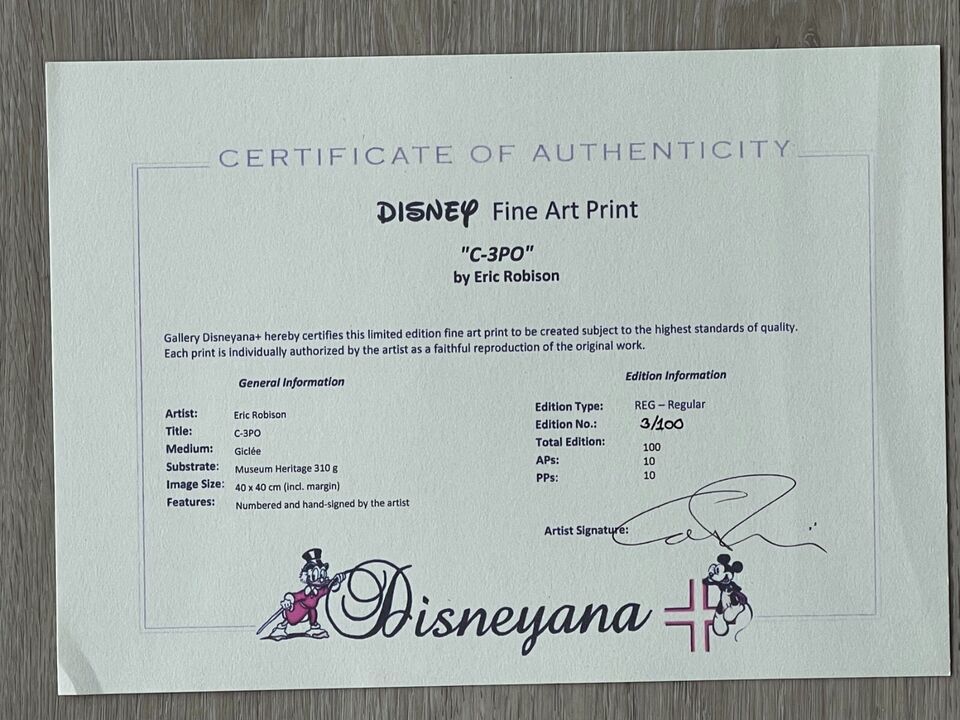 CERTIFICATE OF AUTHENTICITY
DISNEY Fine Art Print
"C-3PO"
by Eric Robison
Gallery Disneyana+ hereby certifies this limited edition fine art print to be created subject to the highest standards of quality.
Each print is individually authorized by the artist as a faithful reproduction of the original work.
General Information
Artist: Eric Robison
Title: C-3PO
Medium: Giclée
Substrate: Museum Heritage 310 g
Image Size: 40 x 40 cm (incl. margin)
Features: Numbered and hand-signed by the artist
Edition Information
Edition Type: REG – Regular
Edition No.: 3/100
Total Edition: 100
APs: 10
PPs: 10
Artist Signature:
Disneyana